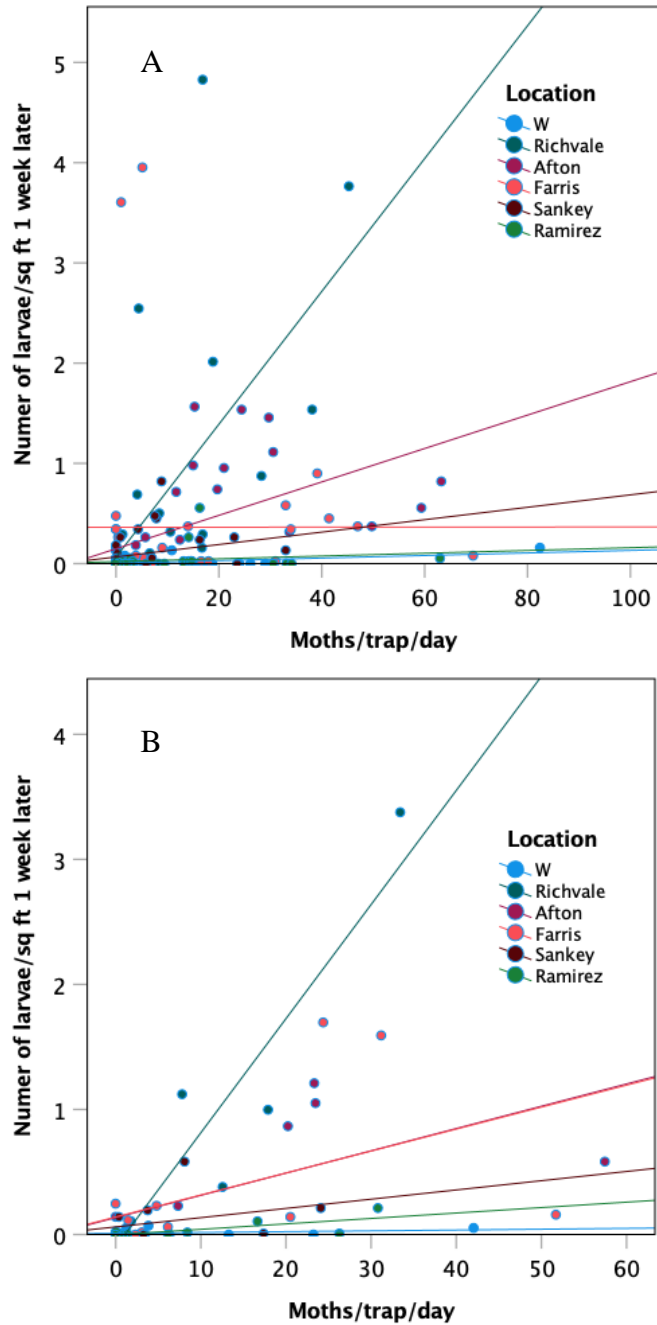 A
Location
W
Richvale
Afton
Farris
Sankey
Ramirez
Numer of larvae/sq ft 1 week later
5
4
3
2
1
0
0 20 40 60 80 100
Moths/trap/day
B
Location
W
Richvale
Afton
Farris
Sankey
Ramirez
Numer of larvae/sq ft 1 week later
4
3
2
1
0
0 10 20 30 40 50 60
Moths/trap/day